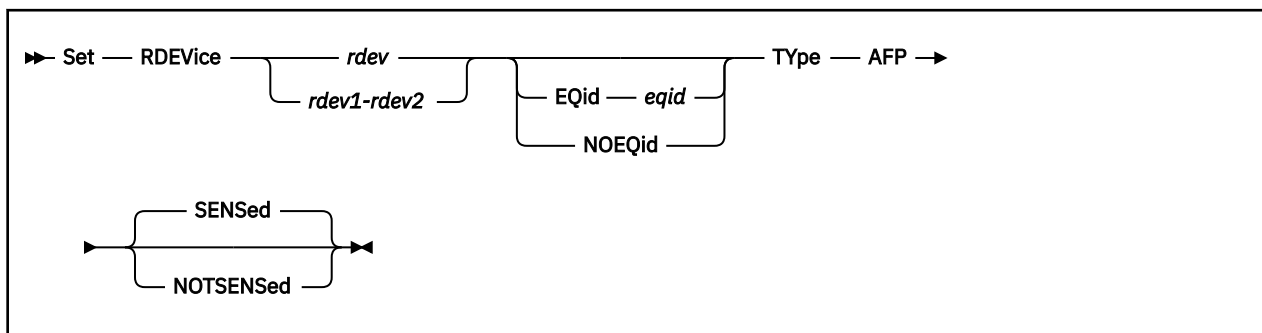 Set RDEVice rdev TYpe AFP
rdev1-rdev2 EQid eqid
NOEQid
SENSed
NOTSENSed